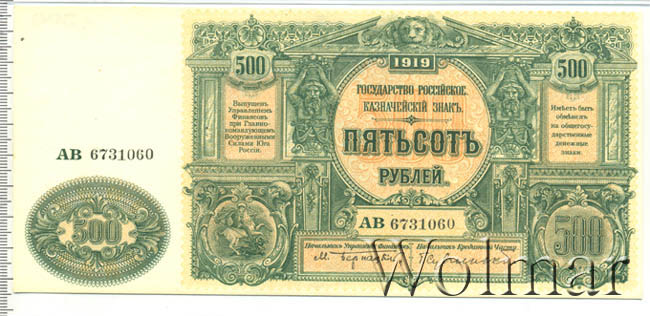 1919
500
500
ГОСУДАРСТВО РОССІЙСКОЕ.
КАЗНАЧЕЙСКІЙ ЗНАКЪ.
ПЯТЬСОТЪ
РУБЛЕЙ.
Выпущенъ
Управленіемъ
Финансовъ
при Главно-
командующемъ
Вооруженными
Силами Юга
Россіи.
Имѣетъ быть
обмѣненъ
на общегосу-
дарственные
денежные
знаки.
АВ 6731060
АВ 6731060
500
500
Начальникъ Управленія Финансовъ
Начальникъ Кредитной Части
М. Бернацкій
Wolmar